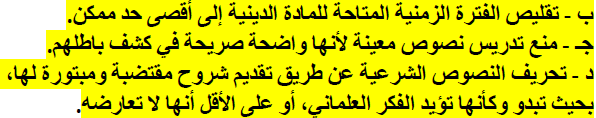 ب - تقليص الفترة الزمنية المتاحة للمادة الدينية إلى أقصى حد ممكن.
جـ - منع تدريس نصوص معينة لأنها واضحة صريحة في كشف باطلهم.
د - تحريف النصوص الشرعية عن طريق تقديم شروح مقتضبة ومبتورة لها،
بحيث تبدو وكأنها تؤيد الفكر العلماني، أو على الأقل أنها لا تعارضه.